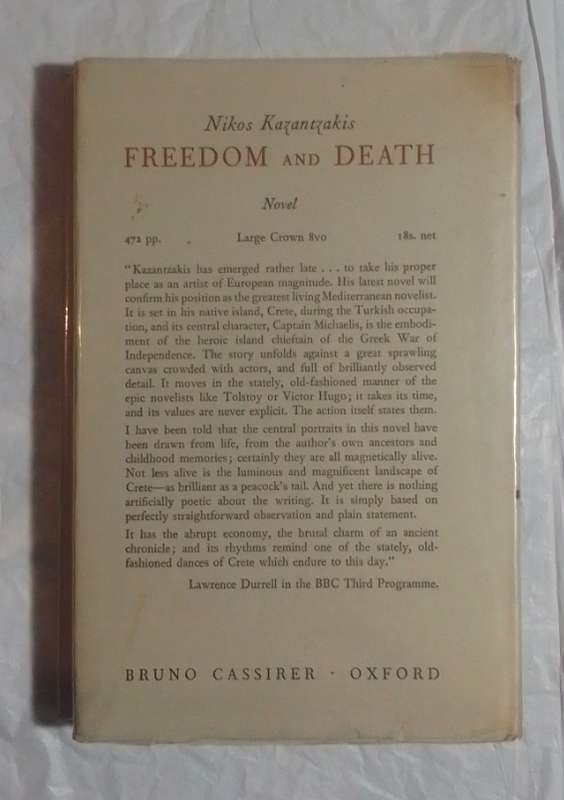 Nikos Kazantzakis
FREEDOM AND DEATH
Novel
472 pp. Large Crown 8vo 18s. net
"Kazantzakis has emerged rather late . . . to take his proper
place as an artist of European magnitude. His latest novel will
confirm his position as the greatest living Mediterranean novelist.
It is set in his native island, Crete, during the Turkish occupa-
tion, and its central character, Captain Michaelis, is the embodi-
ment of the heroic island chieftain of the Greek War of
Independence. The story unfolds against a great sprawling
canvas crowded with actors, and full of brilliantly observed
detail. It moves in the stately, old-fashioned manner of the
epic novelists like Tolstoy or Victor Hugo; it takes its time,
and its values are never explicit. The action itself states them.
I have been told that the central portraits in this novel have
been drawn from life, from the author's own ancestors and
childhood memories; certainly they are all magnetically alive.
Not less alive is the luminous and magnificent landscape of
Crete—as brilliant as a peacock's tail. And yet there is nothing
artificially poetic about the writing. It is simply based on
perfectly straightforward observation and plain statement.
It has the abrupt economy, the brutal charm of an ancient
chronicle; and its rhythms remind one of the stately, old-
fashioned dances of Crete which endure to this day."
Lawrence Durrell in the BBC Third Programme.
BRUNO CASSIRER · OXFORD